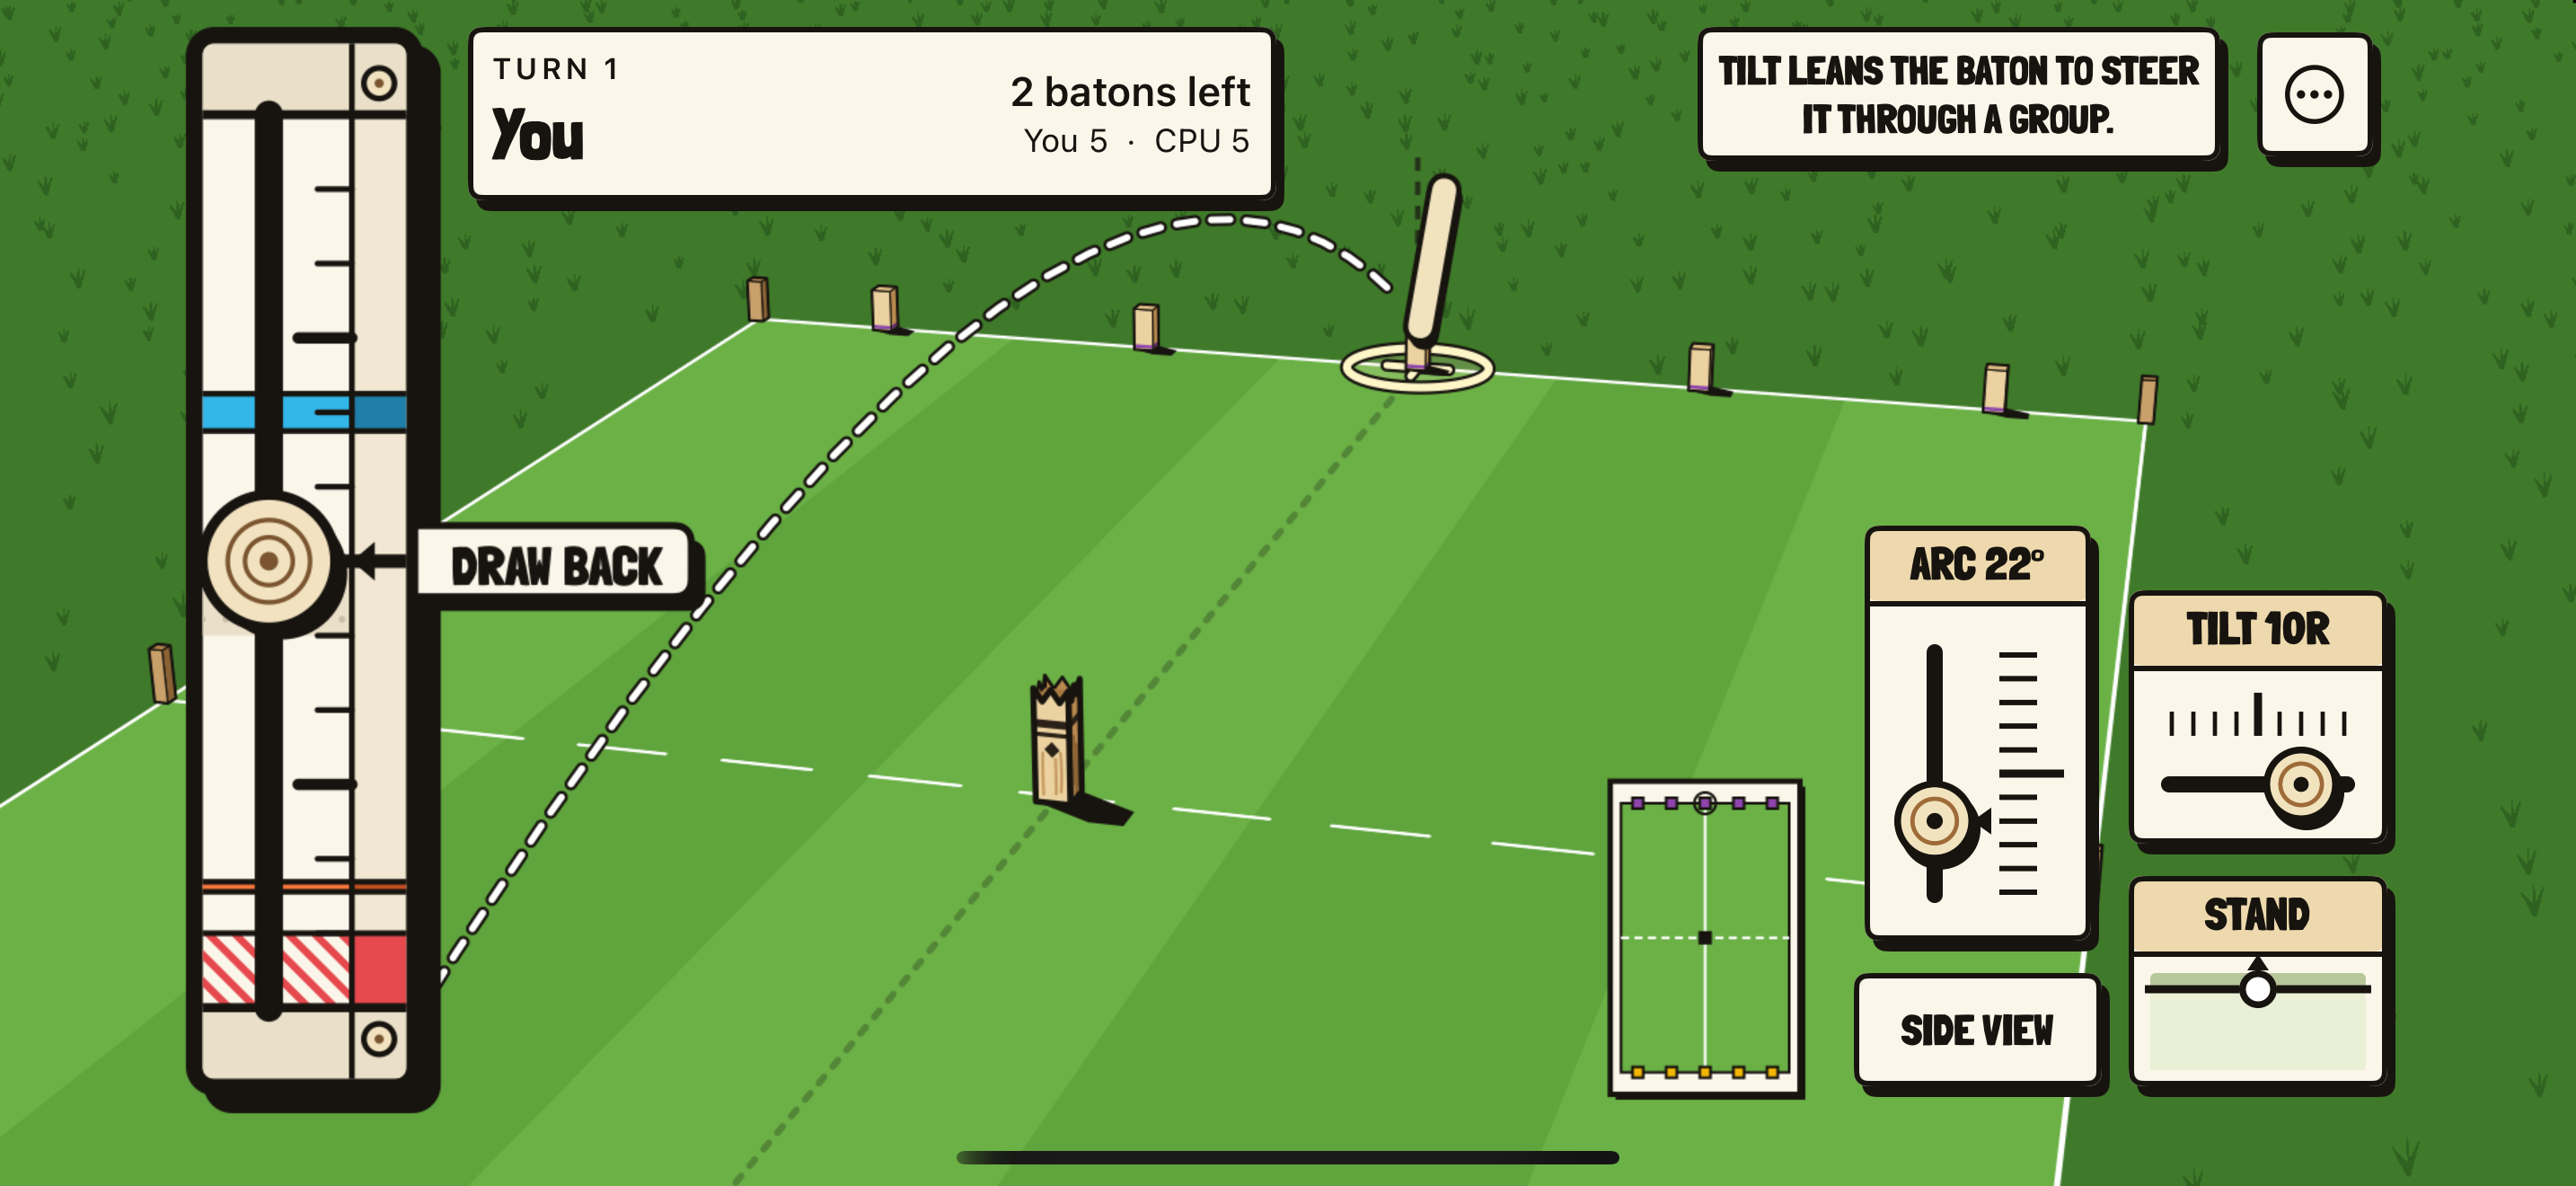 TURN 1
You
2 batons left
You 5 · CPU 5
TILT LEANS THE BATON TO STEER
IT THROUGH A GROUP.
DRAW BACK
ARC 22°
TILT 10R
STAND
SIDE VIEW